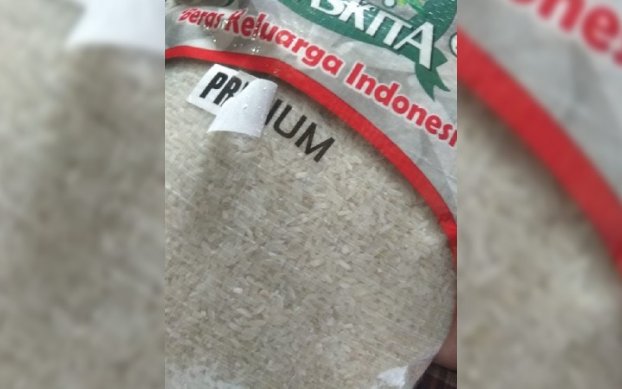 SKITA
Beras Keluarga Indonesi
PR IUM